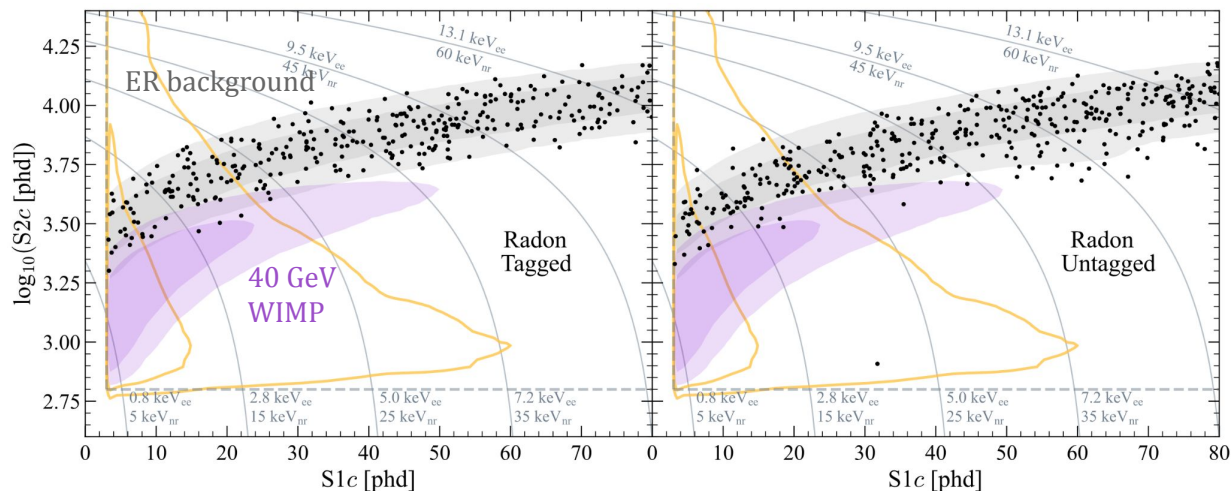 log₁₀(S2c [phd])
4.25
4.00
3.75
3.50
3.25
3.00
2.75
ER background
9.5 keVₑₑ
45 keVₙᵣ
13.1 keVₑₑ
60 keVₙᵣ
40 GeV
WIMP
Radon
Tagged
0.8 keVₑₑ
5 keVₙᵣ
2.8 keVₑₑ
15 keVₙᵣ
5.0 keVₑₑ
25 keVₙᵣ
7.2 keVₑₑ
35 keVₙᵣ
0 10 20 30 40 50 60 70
S1c [phd]
9.5 keVₑₑ
45 keVₙᵣ
13.1 keVₑₑ
60 keVₙᵣ
Radon
Untagged
0.8 keVₑₑ
5 keVₙᵣ
2.8 keVₑₑ
15 keVₙᵣ
5.0 keVₑₑ
25 keVₙᵣ
7.2 keVₑₑ
35 keVₙᵣ
0 10 20 30 40 50 60 70 80
S1c [phd]